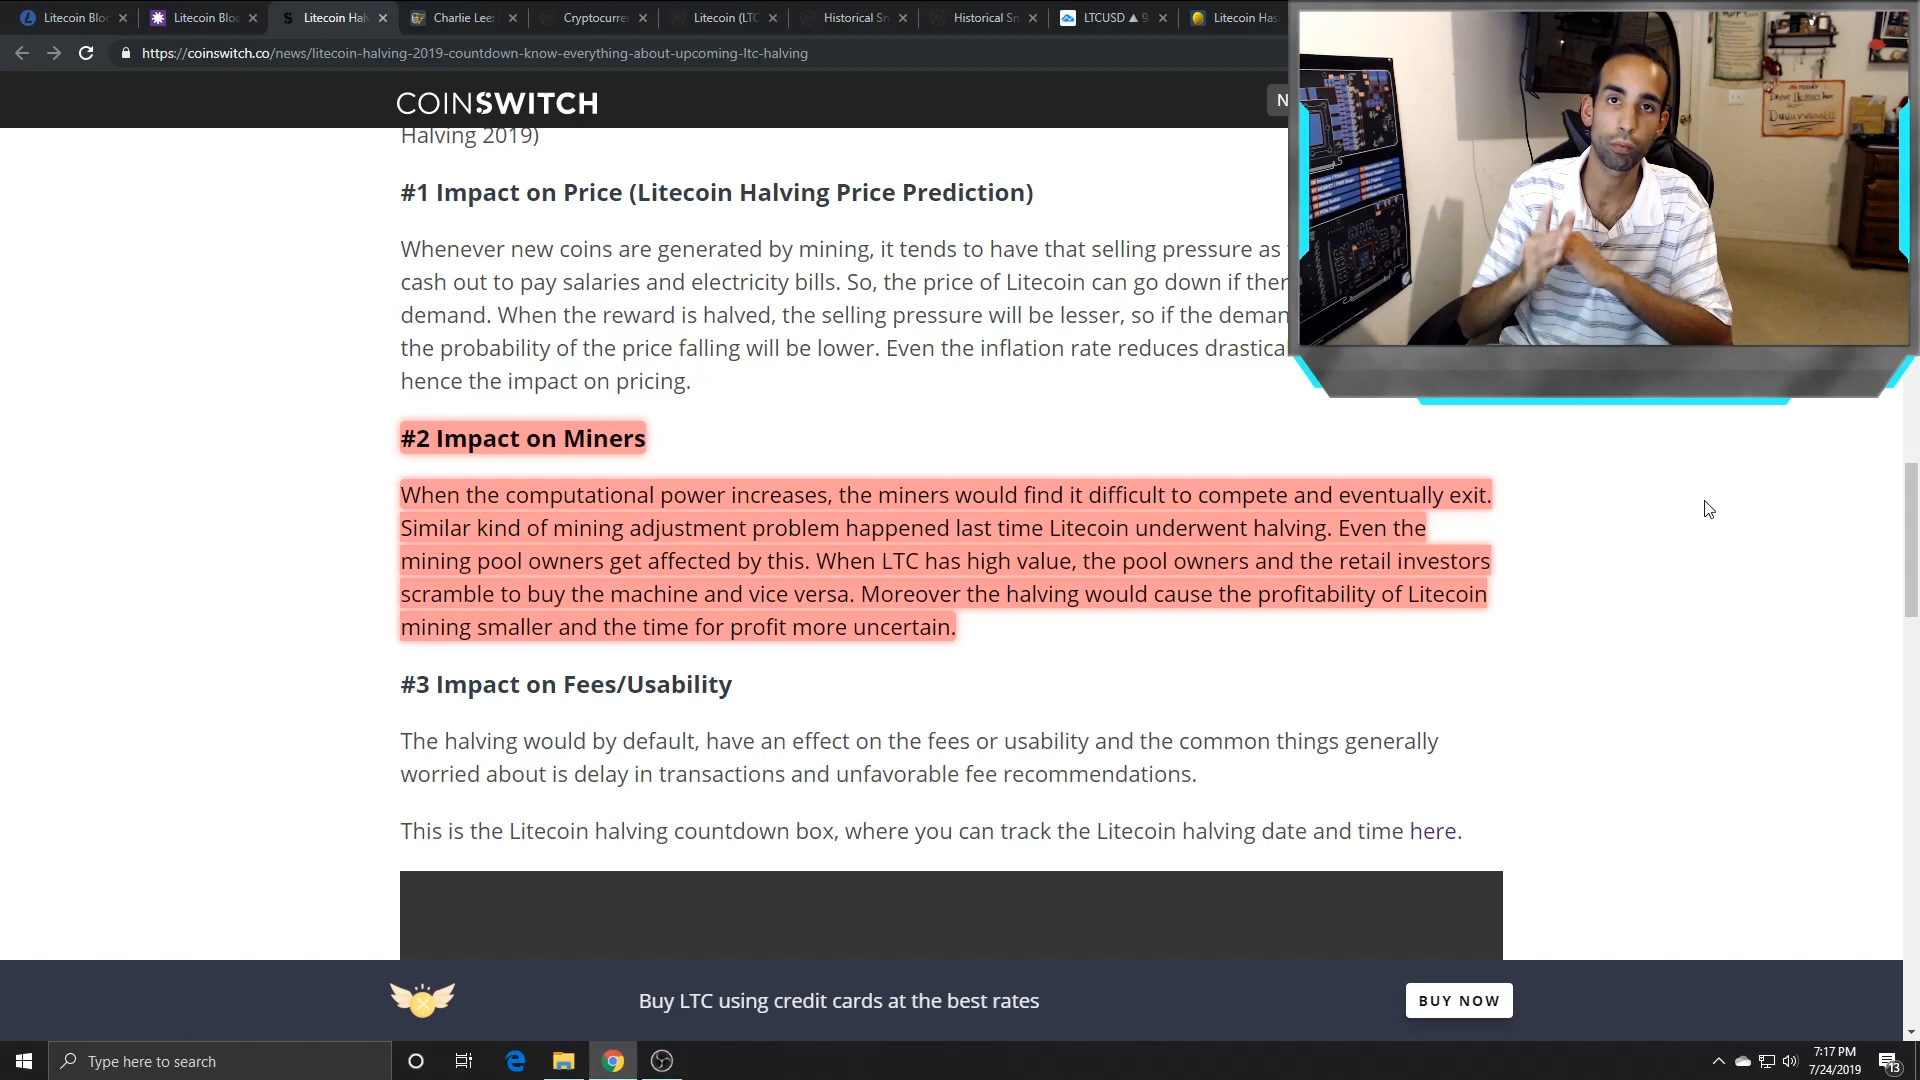 Litecoin Bloc
Litecoin Bloc
Litecoin Hal
Charlie Lee:
Cryptocurre
Litecoin (LTC
Historical Sn
Historical Sn
LTCUSD ▲ 9
Litecoin Has
https://coinswitch.co/news/litecoin-halving-2019-countdown-know-everything-about-upcoming-ltc-halving
COINSWITCH
N
Halving 2019)
#1 Impact on Price (Litecoin Halving Price Prediction)
Whenever new coins are generated by mining, it tends to have that selling pressure as
cash out to pay salaries and electricity bills. So, the price of Litecoin can go down if ther
demand. When the reward is halved, the selling pressure will be lesser, so if the deman
the probability of the price falling will be lower. Even the inflation rate reduces drastica
hence the impact on pricing.
#2 Impact on Miners
When the computational power increases, the miners would find it difficult to compete and eventually exit.
Similar kind of mining adjustment problem happened last time Litecoin underwent halving. Even the
mining pool owners get affected by this. When LTC has high value, the pool owners and the retail investors
scramble to buy the machine and vice versa. Moreover the halving would cause the profitability of Litecoin
mining smaller and the time for profit more uncertain.
#3 Impact on Fees/Usability
The halving would by default, have an effect on the fees or usability and the common things generally
worried about is delay in transactions and unfavorable fee recommendations.
This is the Litecoin halving countdown box, where you can track the Litecoin halving date and time here.
Buy LTC using credit cards at the best rates
BUY NOW
Type here to search
7:17 PM
7/24/2019
13